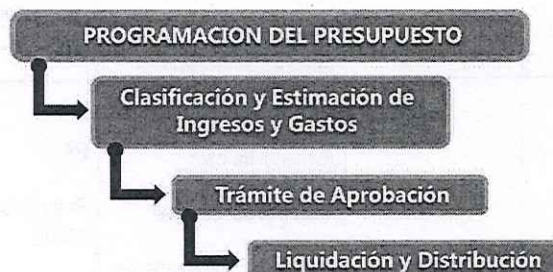 PROGRAMACION DEL PRESUPUESTO
Clasificación y Estimación de
Ingresos y Gastos
Trámite de Aprobación
Liquidación y Distribución